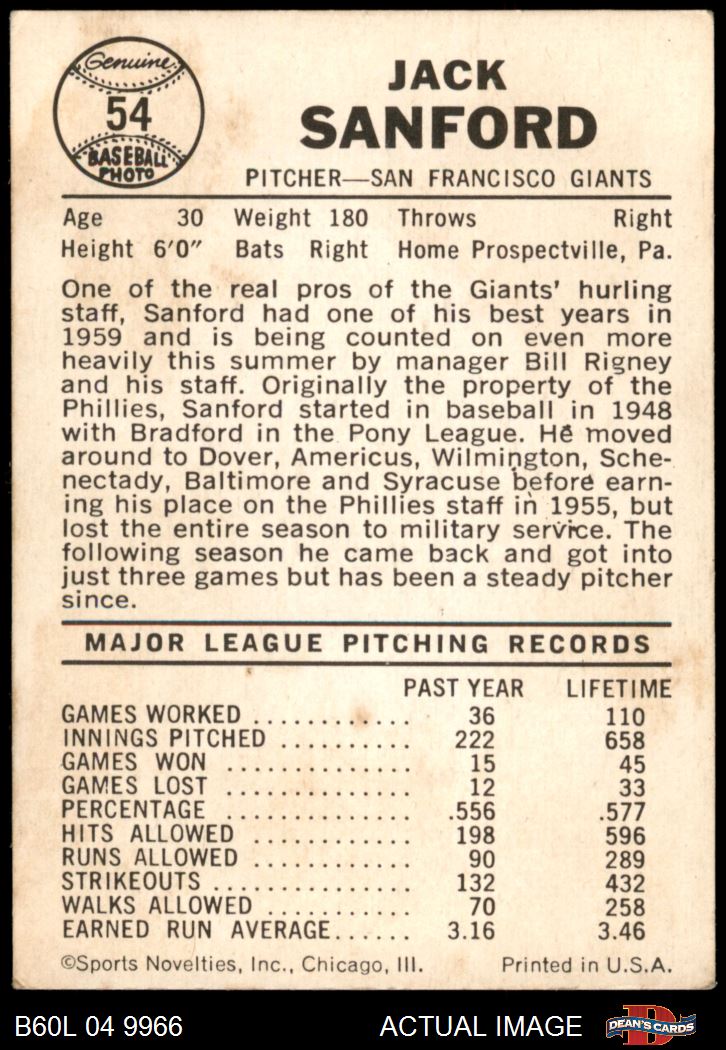 Genuine
54
BASEBALL
PHOTO
JACK
SANFORD
PITCHER—SAN FRANCISCO GIANTS
Age 30 Weight 180 Throws Right
Height 6'0" Bats Right Home Prospectville, Pa.
One of the real pros of the Giants' hurling
staff, Sanford had one of his best years in
1959 and is being counted on even more
heavily this summer by manager Bill Rigney
and his staff. Originally the property of the
Phillies, Sanford started in baseball in 1948
with Bradford in the Pony League. He moved
around to Dover, Americus, Wilmington, Sche-
nectady, Baltimore and Syracuse before earn-
ing his place on the Phillies staff in 1955, but
lost the entire season to military service. The
following season he came back and got into
just three games but has been a steady pitcher
since.
MAJOR LEAGUE PITCHING RECORDS
PAST YEAR LIFETIME
GAMES WORKED ............ 36 110
INNINGS PITCHED .......... 222 658
GAMES WON .............. 15 45
GAMES LOST .............. 12 33
PERCENTAGE .............. .556 .577
HITS ALLOWED ............ 198 596
RUNS ALLOWED ............ 90 289
STRIKEOUTS ............... 132 432
WALKS ALLOWED ........... 70 258
EARNED RUN AVERAGE...... 3.16 3.46
©Sports Novelties, Inc., Chicago, Ill. Printed in U.S.A.
B60L 04 9966 ACTUAL IMAGE DEAN'S CARDS